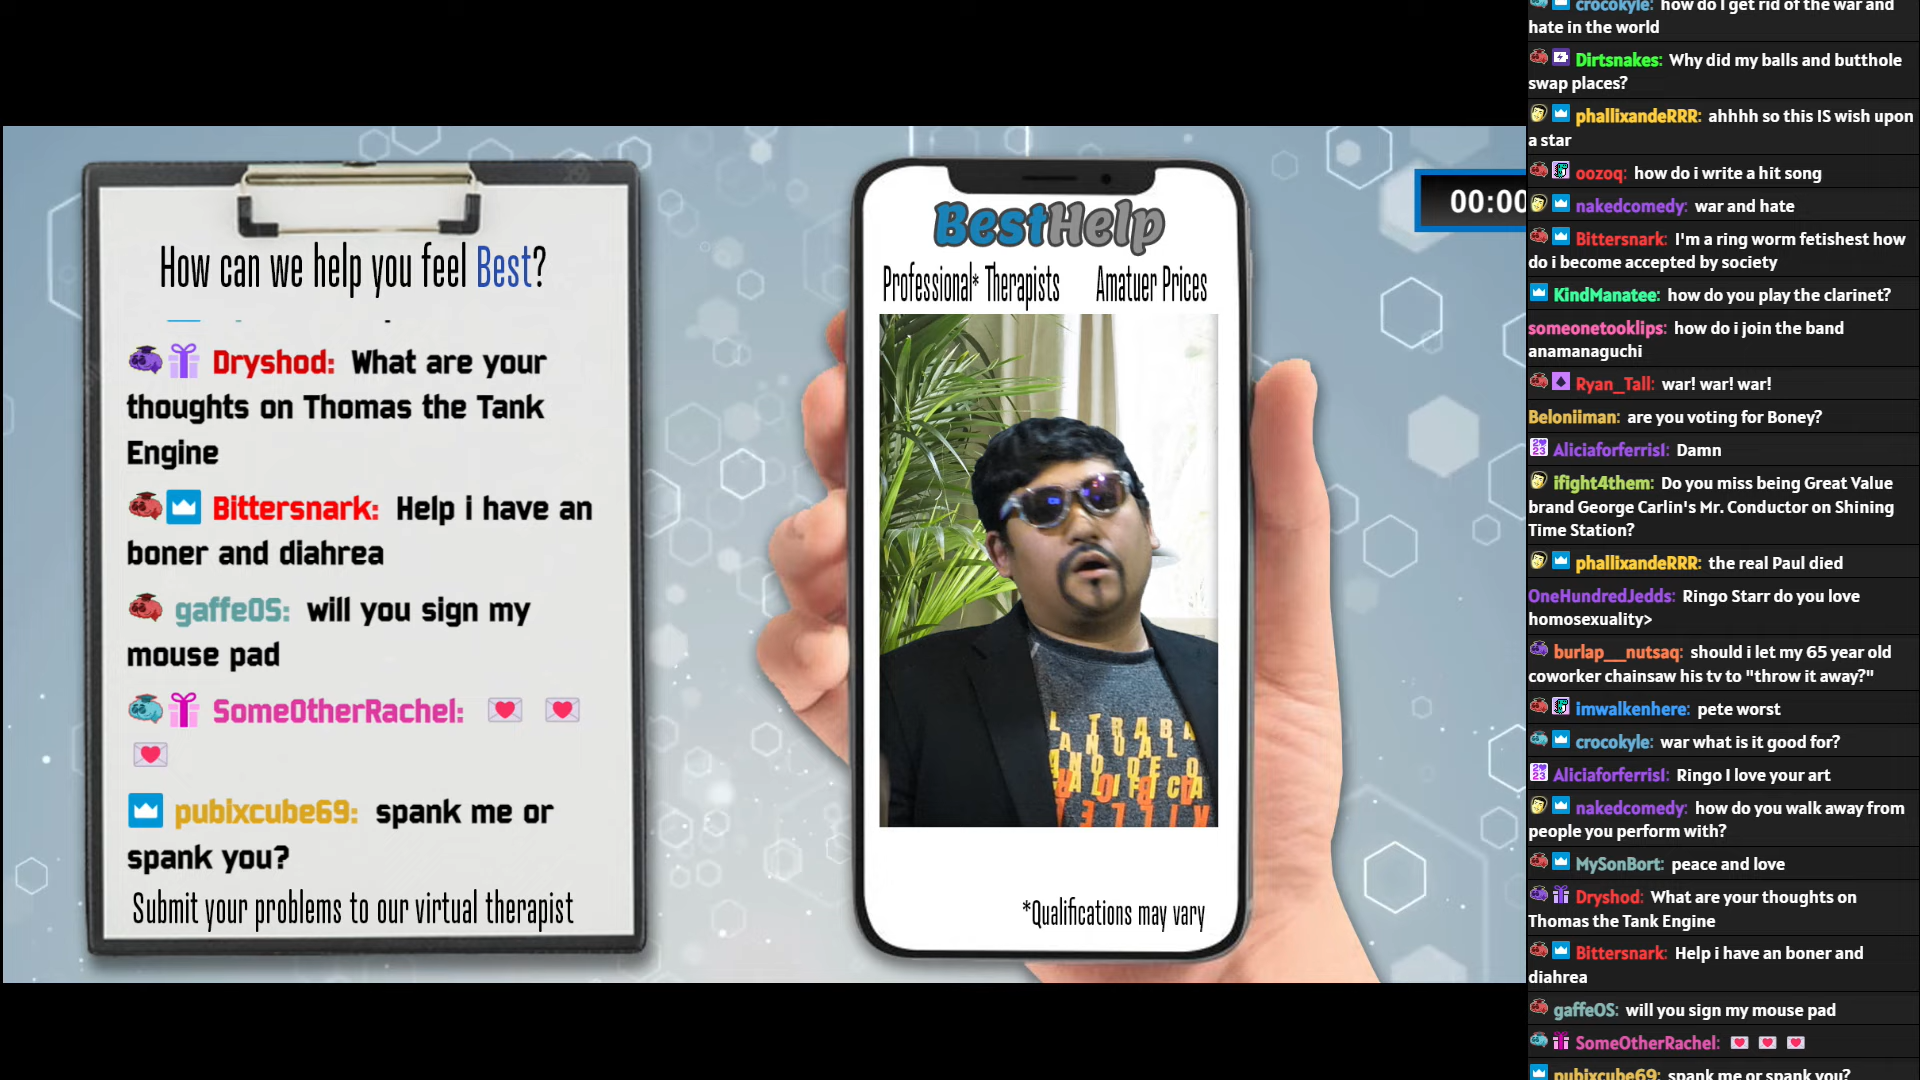 How can we help you feel Best?
Dryshod: What are your
thoughts on Thomas the Tank
Engine
Bittersnark: Help i have an
boner and diahrea
gaffeOS: will you sign my
mouse pad
SomeOtherRachel:
pubixcube69: spank me or
spank you?
Submit your problems to our virtual therapist
BestHelp
Professional* Therapists Amatuer Prices
*Qualifications may vary
00:00
crocokyle: how do I get rid of the war and
hate in the world
Dirtsnakes: Why did my balls and butthole
swap places?
phallixandeRRR: ahhhh so this IS wish upon
a star
oozoq: how do i write a hit song
nakedcomedy: war and hate
Bittersnark: I'm a ring worm fetishest how
do i become accepted by society
KindManatee: how do you play the clarinet?
someonetooklips: how do i join the band
anamanaguchi
Ryan_Tall: war! war! war!
Beloniiman: are you voting for Boney?
Aliciaforferrisl: Damn
ifight4them: Do you miss being Great Value
brand George Carlin's Mr. Conductor on Shining
Time Station?
phallixandeRRR: the real Paul died
OneHundredJedds: Ringo Starr do you love
homosexuality>
burlap__nutsaq: should i let my 65 year old
coworker chainsaw his tv to "throw it away?"
imwalkenhere: pete worst
crocokyle: war what is it good for?
Aliciaforferrisl: Ringo I love your art
nakedcomedy: how do you walk away from
people you perform with?
MySonBort: peace and love
Dryshod: What are your thoughts on
Thomas the Tank Engine
Bittersnark: Help i have an boner and
diahrea
gaffeOS: will you sign my mouse pad
SomeOtherRachel:
pubixcube69: spank me or spank you?